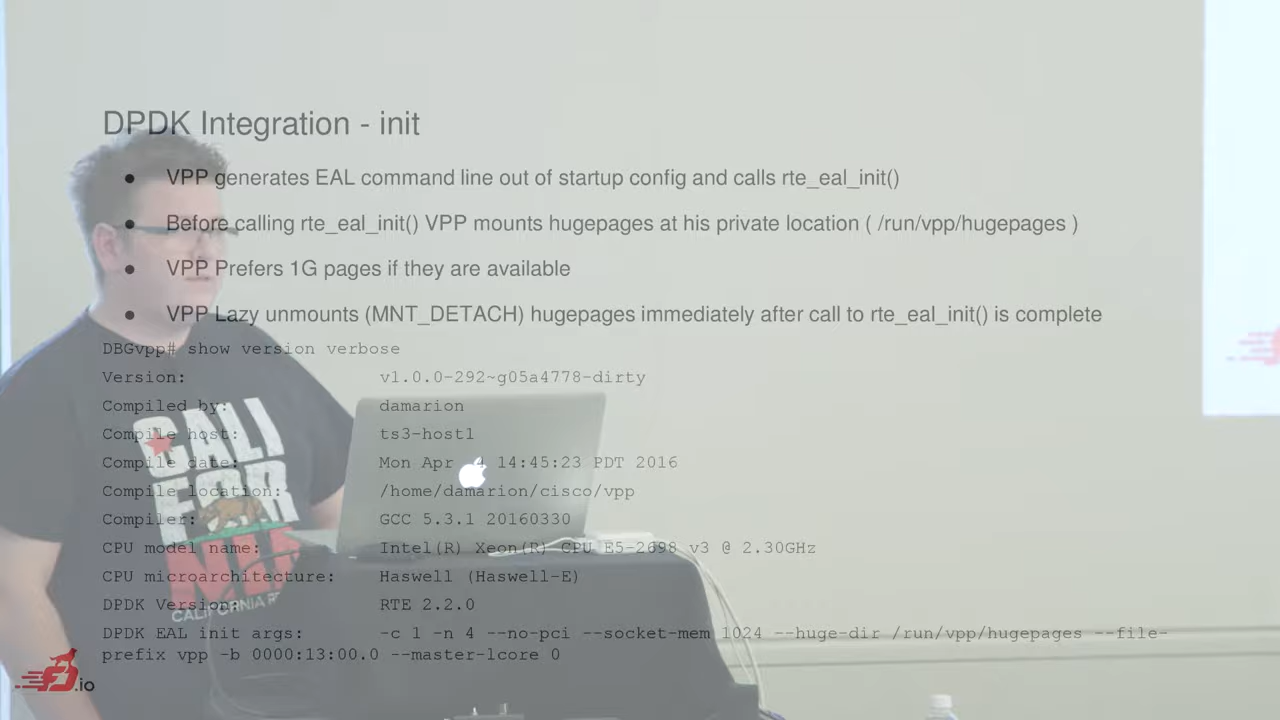 DPDK Integration - init
● VPP generates EAL command line out of startup config and calls rte_eal_init()
● Before calling rte_eal_init() VPP mounts hugepages at his private location ( /run/vpp/hugepages )
● VPP Prefers 1G pages if they are available
● VPP Lazy unmounts (MNT_DETACH) hugepages immediately after call to rte_eal_init() is complete
DBGvpp# show version verbose
Version: v1.0.0-292~g05a4778-dirty
Compiled by: damarion
Compile host: ts3-host1
Compile date: Mon Apr 4 14:45:23 PDT 2016
Compile location: /home/damarion/cisco/vpp
Compiler: GCC 5.3.1 20160330
CPU model name: Intel(R) Xeon(R) CPU E5-2698 v3 @ 2.30GHz
CPU microarchitecture: Haswell (Haswell-E)
DPDK Version: RTE 2.2.0
DPDK EAL init args: -c 1 -n 4 --no-pci --socket-mem 1024 --huge-dir /run/vpp/hugepages --file-
prefix vpp -b 0000:13:00.0 --master-lcore 0
CALI
FOR
NIA
CALIFORNIA RE
FD.io